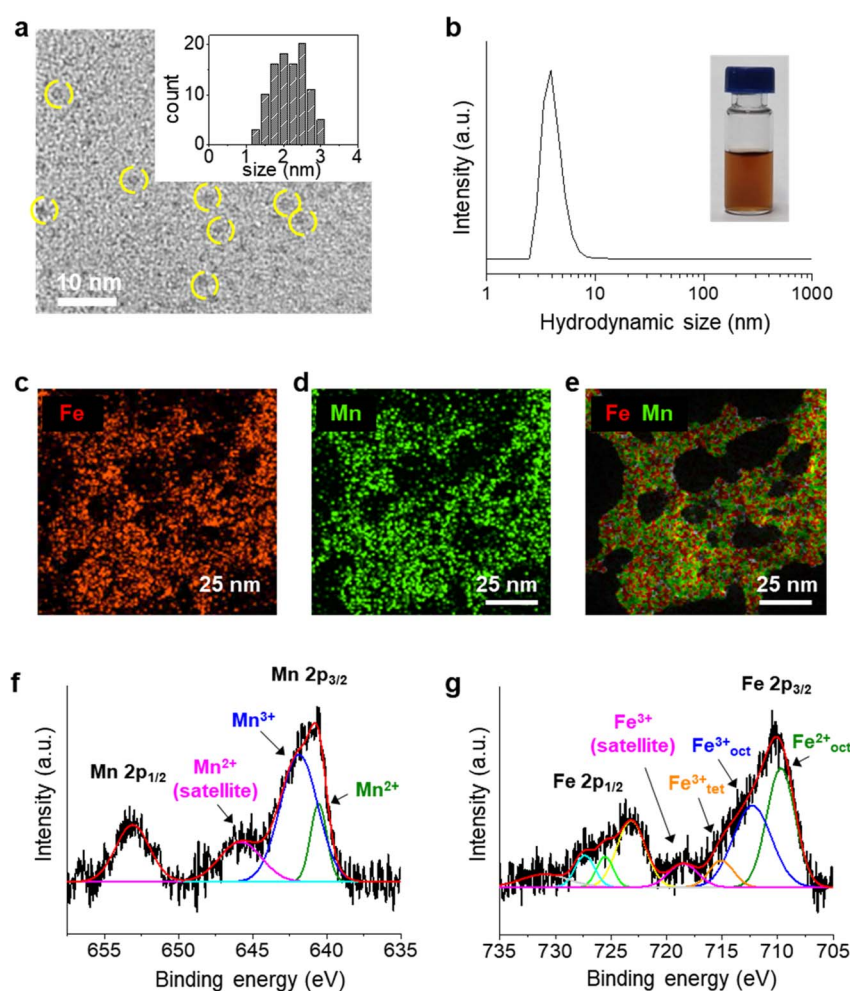 a
20
10
0
count
0 1 2 3 4
size (nm)
10 nm
b
Intensity (a.u.)
1 10 100 1000
Hydrodynamic size (nm)
c
Fe
25 nm
d
Mn
25 nm
e
Fe Mn
25 nm
f
Mn 2p3/2
Mn3+
Mn 2p1/2
Mn2+
(satellite)
Mn2+
Intensity (a.u.)
655 650 645 640 635
Binding energy (eV)
g
Fe 2p3/2
Fe3+
(satellite)
Fe3+oct
Fe2+oct
Fe 2p1/2
Fe3+tet
Intensity (a.u.)
735 730 725 720 715 710 705
Binding energy (eV)